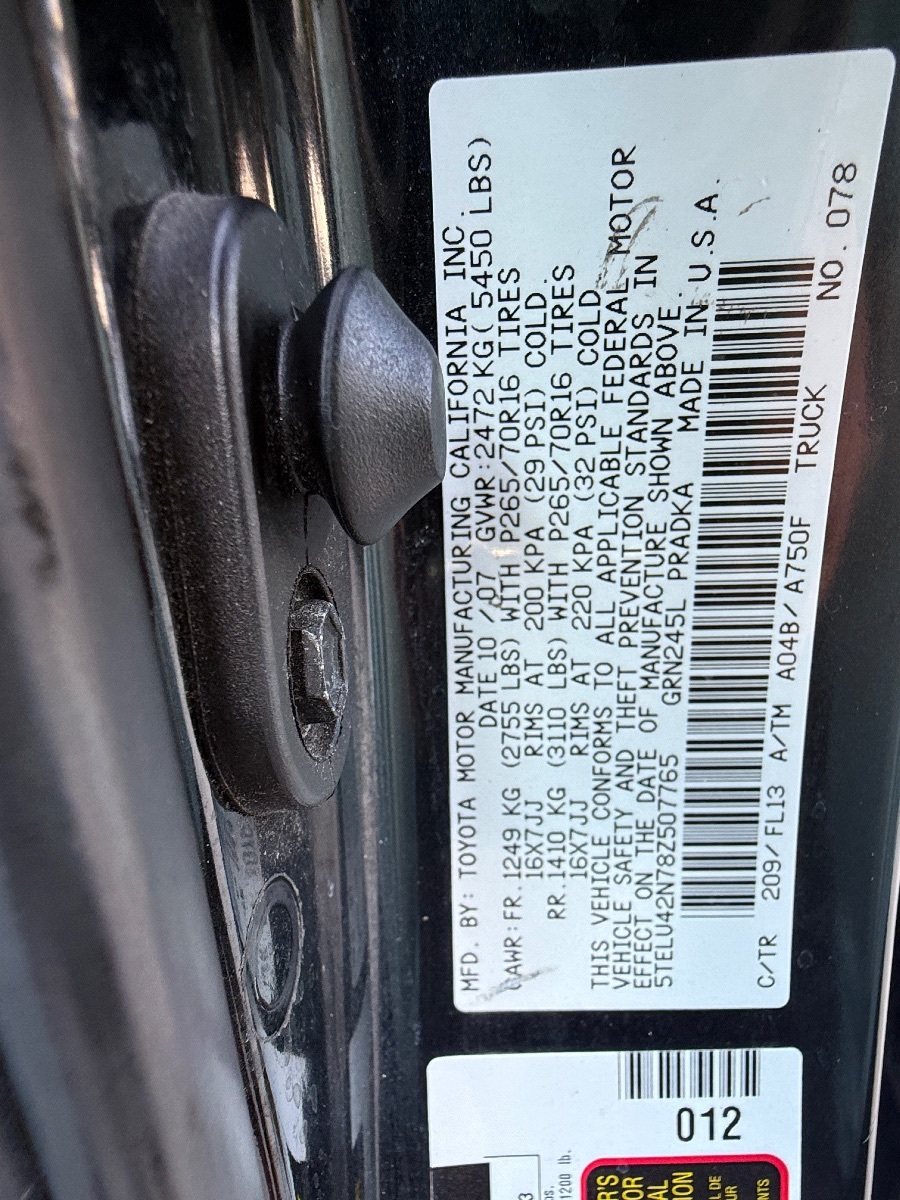 MFD. BY: TOYOTA MOTOR MANUFACTURING CALIFORNIA INC.
DATE 10 /07 GVWR:2472 KG( 5450 LBS)
GAWR:FR.1249 KG (2755 LBS) WITH P265/70R16 TIRES
16X7JJ RIMS AT 200 KPA (29 PSI) COLD.
RR.1410 KG (3110 LBS) WITH P265/70R16 TIRES
16X7JJ RIMS AT 220 KPA (32 PSI) COLD.
THIS VEHICLE CONFORMS TO ALL APPLICABLE FEDERAL MOTOR
VEHICLE SAFETY AND THEFT PREVENTION STANDARDS IN
EFFECT ON THE DATE OF MANUFACTURE SHOWN ABOVE.
5TELU42N78Z507765 GRN245L PRADKA MADE IN U.S.A.
C/TR 209/FL13 A/TM A04B/A750F TRUCK NO. 078
012
1200 lb.